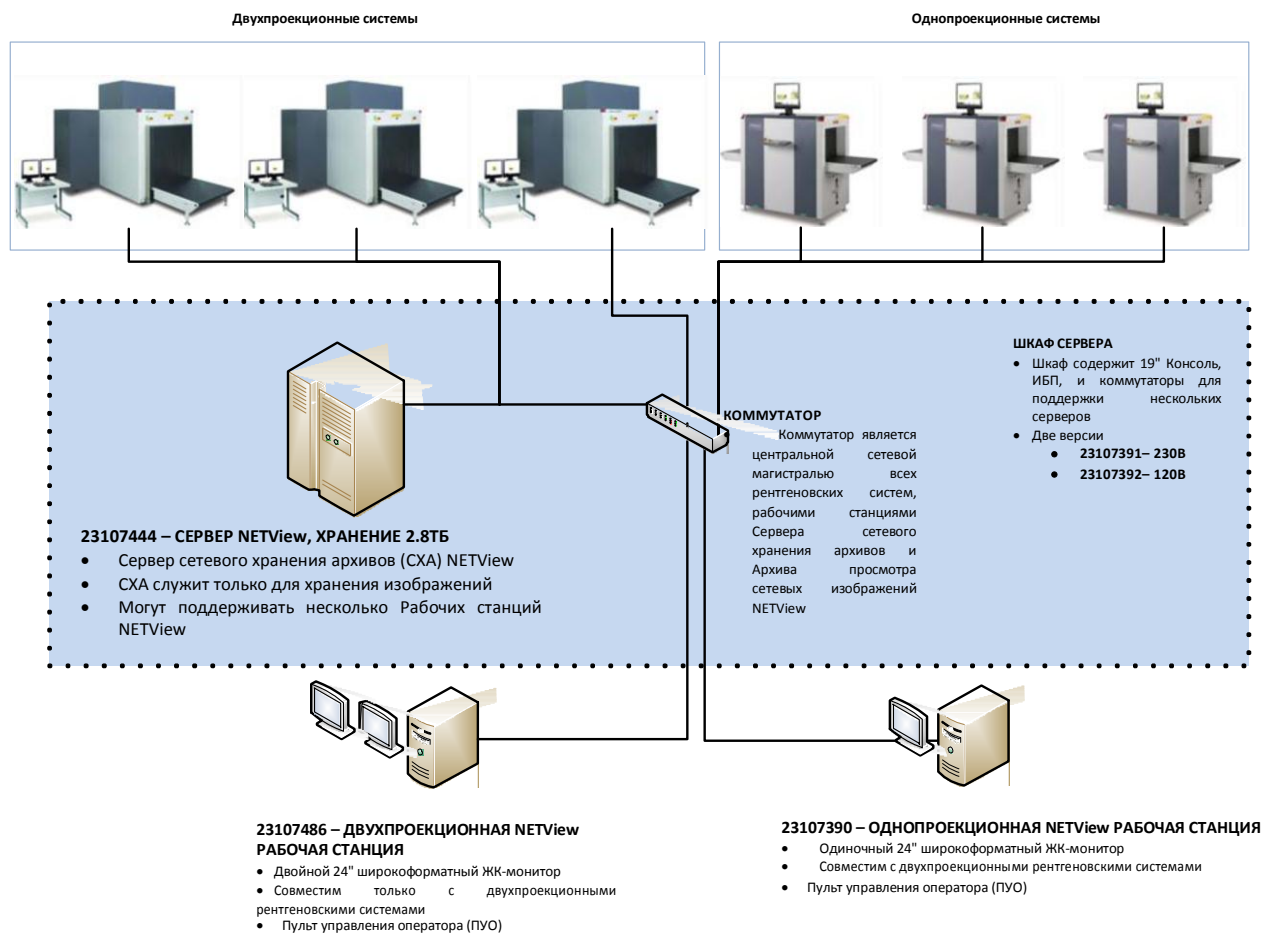 Двухпроекционные системы
Однопроекционные системы
ШКАФ СЕРВЕРА
• Шкаф содержит 19" Консоль,
ИБП, и коммутаторы для
поддержки нескольких
серверов
• Две версии
● 23107391– 230В
● 23107392– 120В
КОММУТАТОР
Коммутатор является
центральной сетевой
магистралью всех
рентгеновских систем,
рабочими станциями
Сервера сетевого
хранения архивов и
Архива просмотра
сетевых изображений
NETView
23107444 – СЕРВЕР NETView, ХРАНЕНИЕ 2.8ТБ
• Сервер сетевого хранения архивов (СХА) NETView
• СХА служит только для хранения изображений
• Могут поддерживать несколько Рабочих станций
NETView
23107486 – ДВУХПРОЕКЦИОННАЯ NETView
РАБОЧАЯ СТАНЦИЯ
• Двойной 24" широкоформатный ЖК-монитор
• Совместим только с двухпроекционными
рентгеновскими системами
• Пульт управления оператора (ПУО)
23107390 – ОДНОПРОЕКЦИОННАЯ NETView РАБОЧАЯ СТАНЦИЯ
• Одиночный 24" широкоформатный ЖК-монитор
• Совместим с двухпроекционными рентгеновскими системами
• Пульт управления оператора (ПУО)